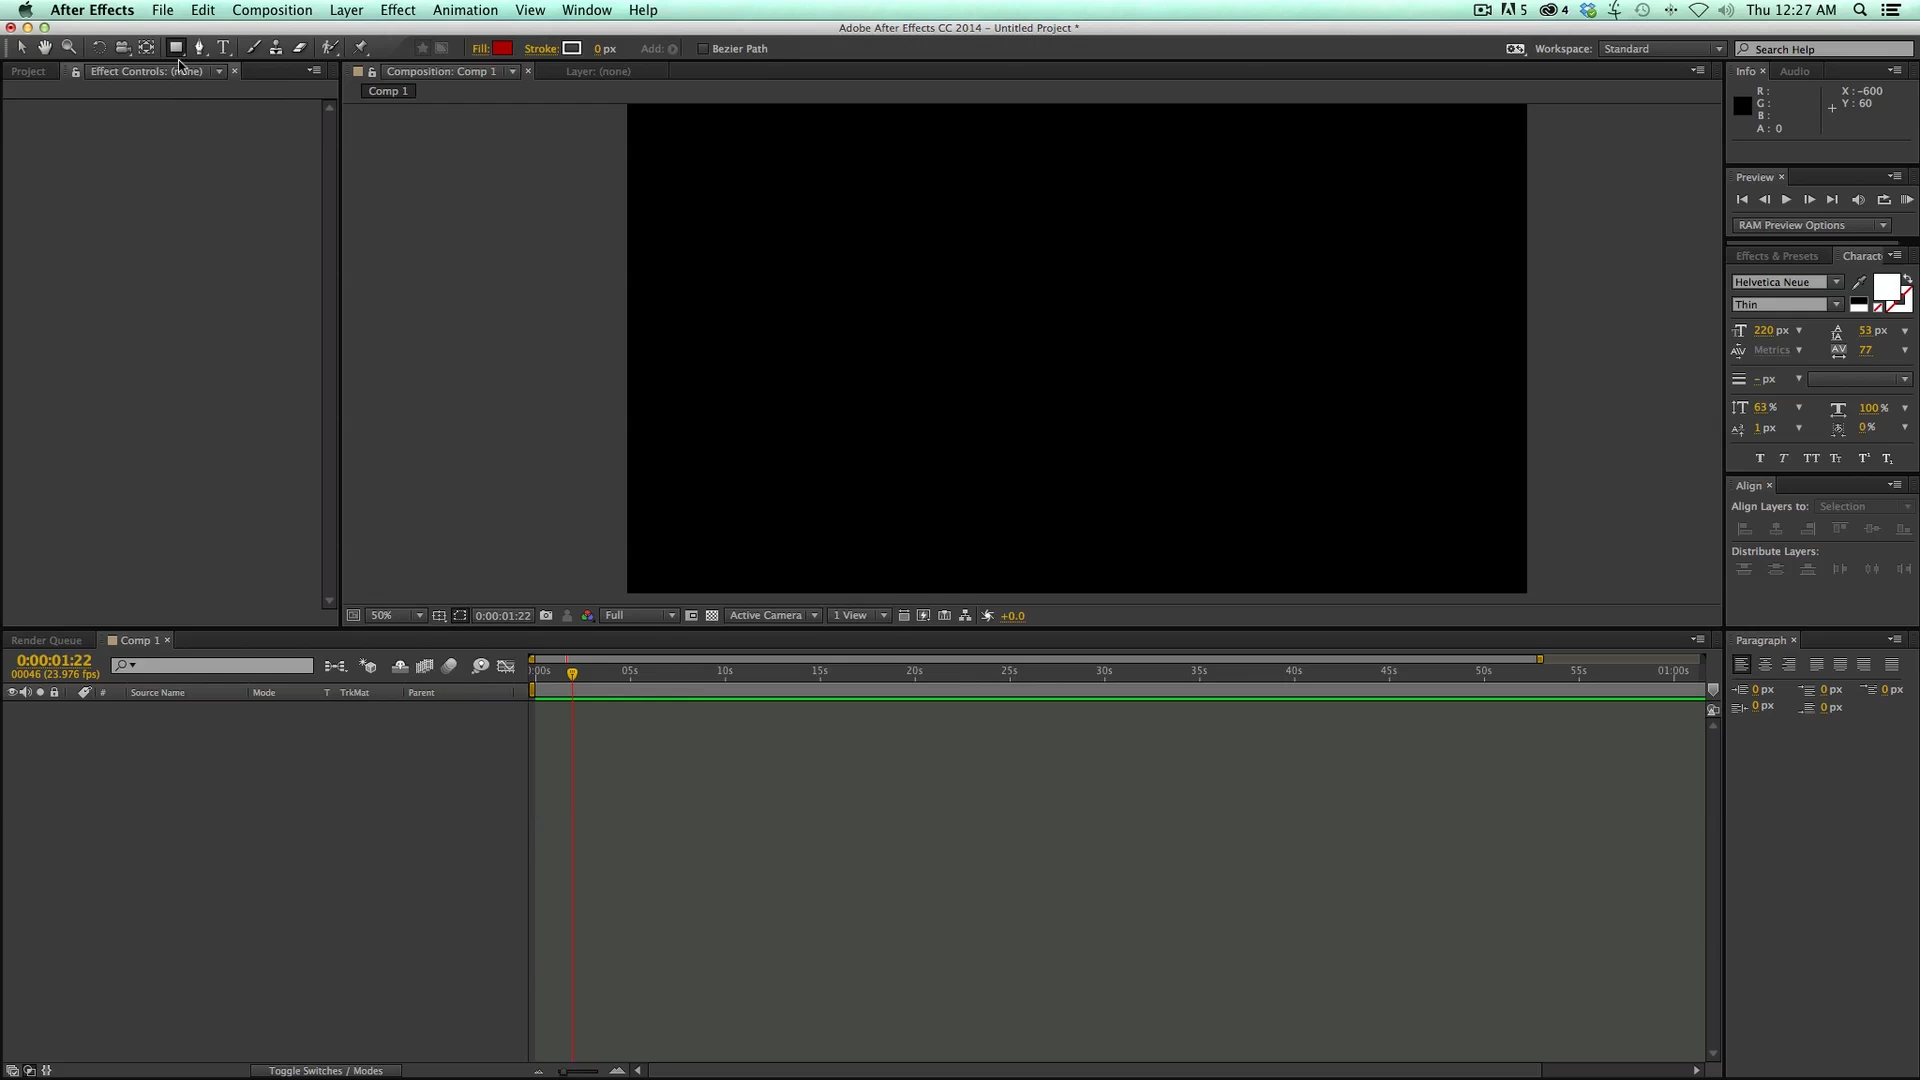 After Effects File Edit Composition Layer Effect Animation View Window Help 5 4 Thu 12:27 AM
Adobe After Effects CC 2014 - Untitled Project *
Fill: Stroke: 0 px Add: Bezier Path Workspace: Standard Search Help
Project Effect Controls: (none) × Composition: Comp 1 × Layer: (none) Info × Audio
Comp 1
R :
G :
B :
A : 0
X : -600
Y : 60
Preview ×
RAM Preview Options
Effects & Presets Charact
Helvetica Neue
Thin
220 px 53 px
Metrics 77
- px
63 % 100 %
1 px 0 %
T T TT Tt T¹ T₁
Align ×
Align Layers to: Selection
Distribute Layers:
50% 0:00:01:22 Full Active Camera 1 View +0.0
Render Queue Comp 1 × Paragraph ×
0:00:01:22
00046 (23.976 fps)
# Source Name Mode T TrkMat Parent
):00s 05s 10s 15s 20s 25s 30s 35s 40s 45s 50s 55s 01:00s
0 px 0 px 0 px
0 px 0 px
Toggle Switches / Modes